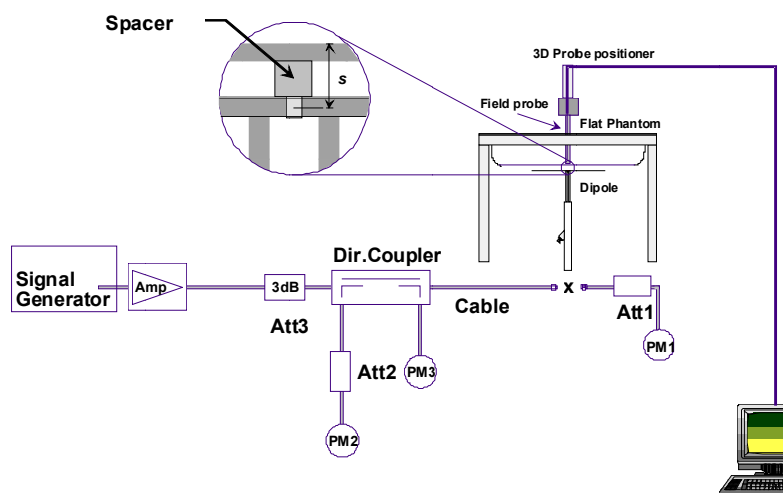 Spacer
s
3D Probe positioner
Field probe
Flat Phantom
Dipole
Signal
Generator
Amp
3dB
Att3
Dir.Coupler
Cable
x
Att1
PM1
Att2
PM3
PM2